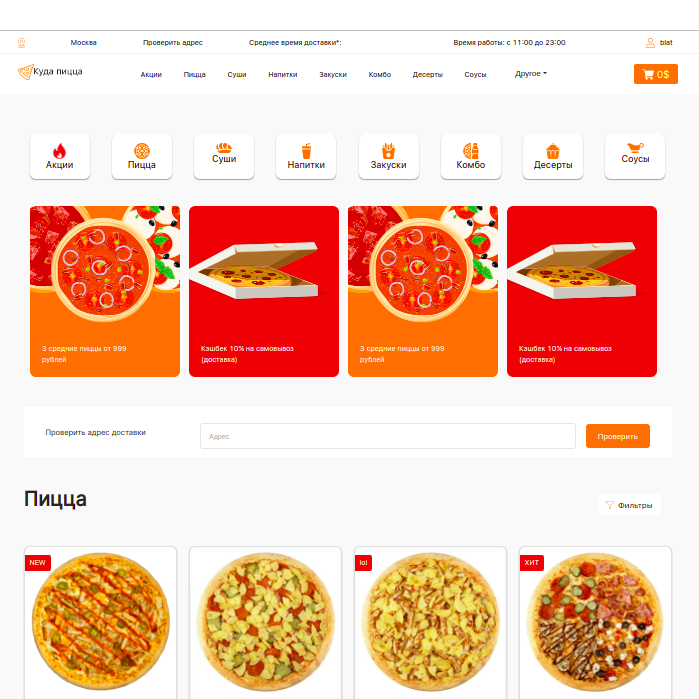 Москва Проверить адрес Среднее время доставки*: Время работы: с 11:00 до 23:00 blat
Куда пицца Акции Пицца Суши Напитки Закуски Комбо Десерты Соусы Другое 0$
Акции Пицца Суши Напитки Закуски Комбо Десерты Соусы
3 средние пиццы от 999
рублей
Кэшбек 10% на самовывоз
(доставка)
3 средние пиццы от 999
рублей
Кэшбек 10% на самовывоз
(доставка)
Проверить адрес доставки Адрес Проверить
Пицца Фильтры
NEW lol ХИТ